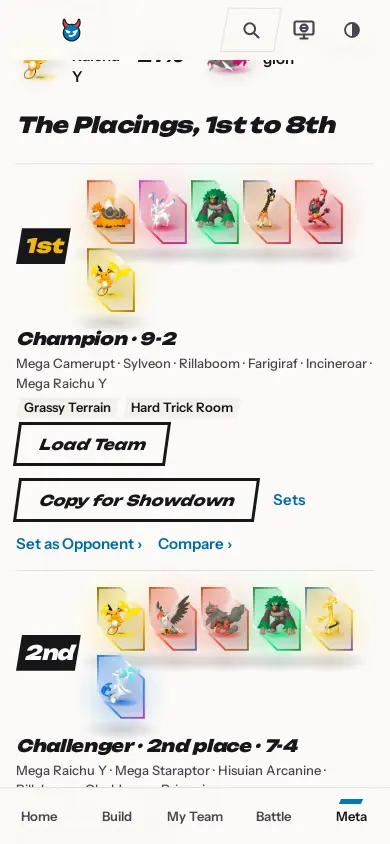 Y
The Placings, 1st to 8th
1st
Champion · 9-2
Mega Camerupt · Sylveon · Rillaboom · Farigiraf · Incineroar ·
Mega Raichu Y
Grassy Terrain Hard Trick Room
Load Team
Copy for Showdown Sets
Set as Opponent › Compare ›
2nd
Challenger · 2nd place · 7-4
Mega Raichu Y · Mega Staraptor · Hisuian Arcanine ·
Home Build My Team Battle Meta